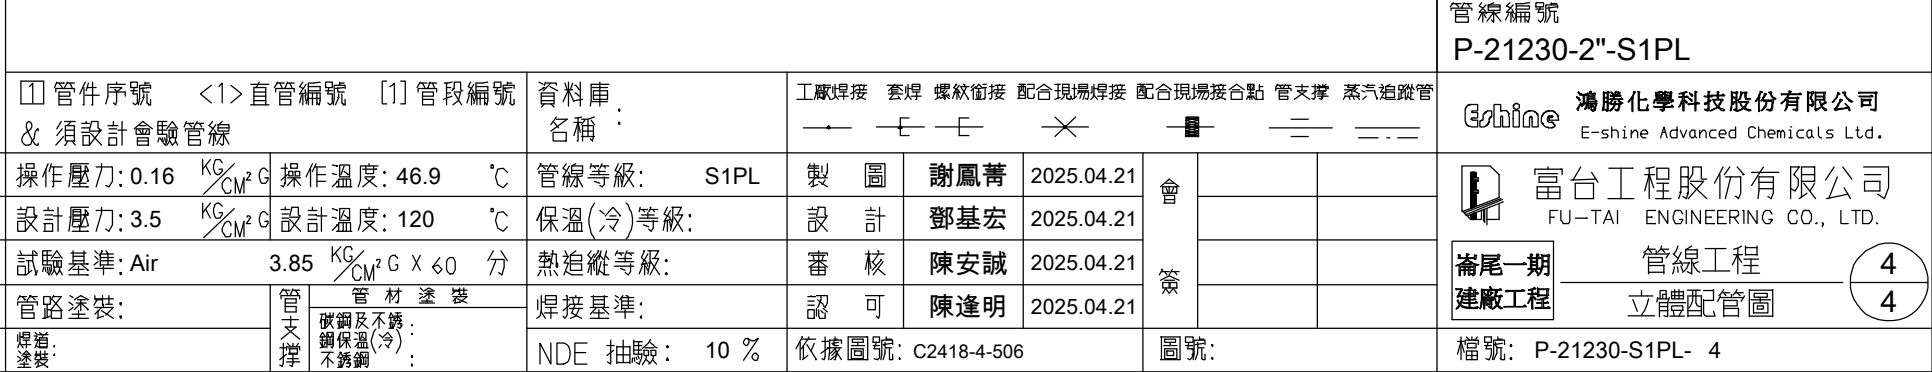 管線編號
P-21230-2"-S1PL
1 管件序號 <1>直管編號 [1] 管段編號
& 須設計會驗管線
資料庫名稱 :
工廠焊接 套焊 螺紋銜接 配合現場焊接 配合現場接合點 管支撐 蒸汽追蹤管
Eshine 鴻勝化學科技股份有限公司
E-shine Advanced Chemicals Ltd.
操作壓力: 0.16 KG/CM² G 操作溫度: 46.9 °C 管線等級: S1PL
設計壓力: 3.5 KG/CM² G 設計溫度: 120 °C 保溫(冷)等級:
試驗基準: Air 3.85 KG/CM² G X 60 分 熱追縱等級:
管路塗裝: 管支撐 管材塗裝 焊接基準:
碳鋼及不銹鋼保溫(冷) :
不銹鋼 :
焊道塗裝: NDE 抽驗: 10 % 依據圖號: C2418-4-506 圖號:
製圖 謝鳳菁 2025.04.21 會簽
設計 鄧基宏 2025.04.21
審核 陳安誠 2025.04.21
認可 陳逢明 2025.04.21
富台工程股份有限公司
FU-TAI ENGINEERING CO., LTD.
崙尾一期
建廠工程
管線工程
立體配管圖
4
4
檔號: P-21230-S1PL- 4